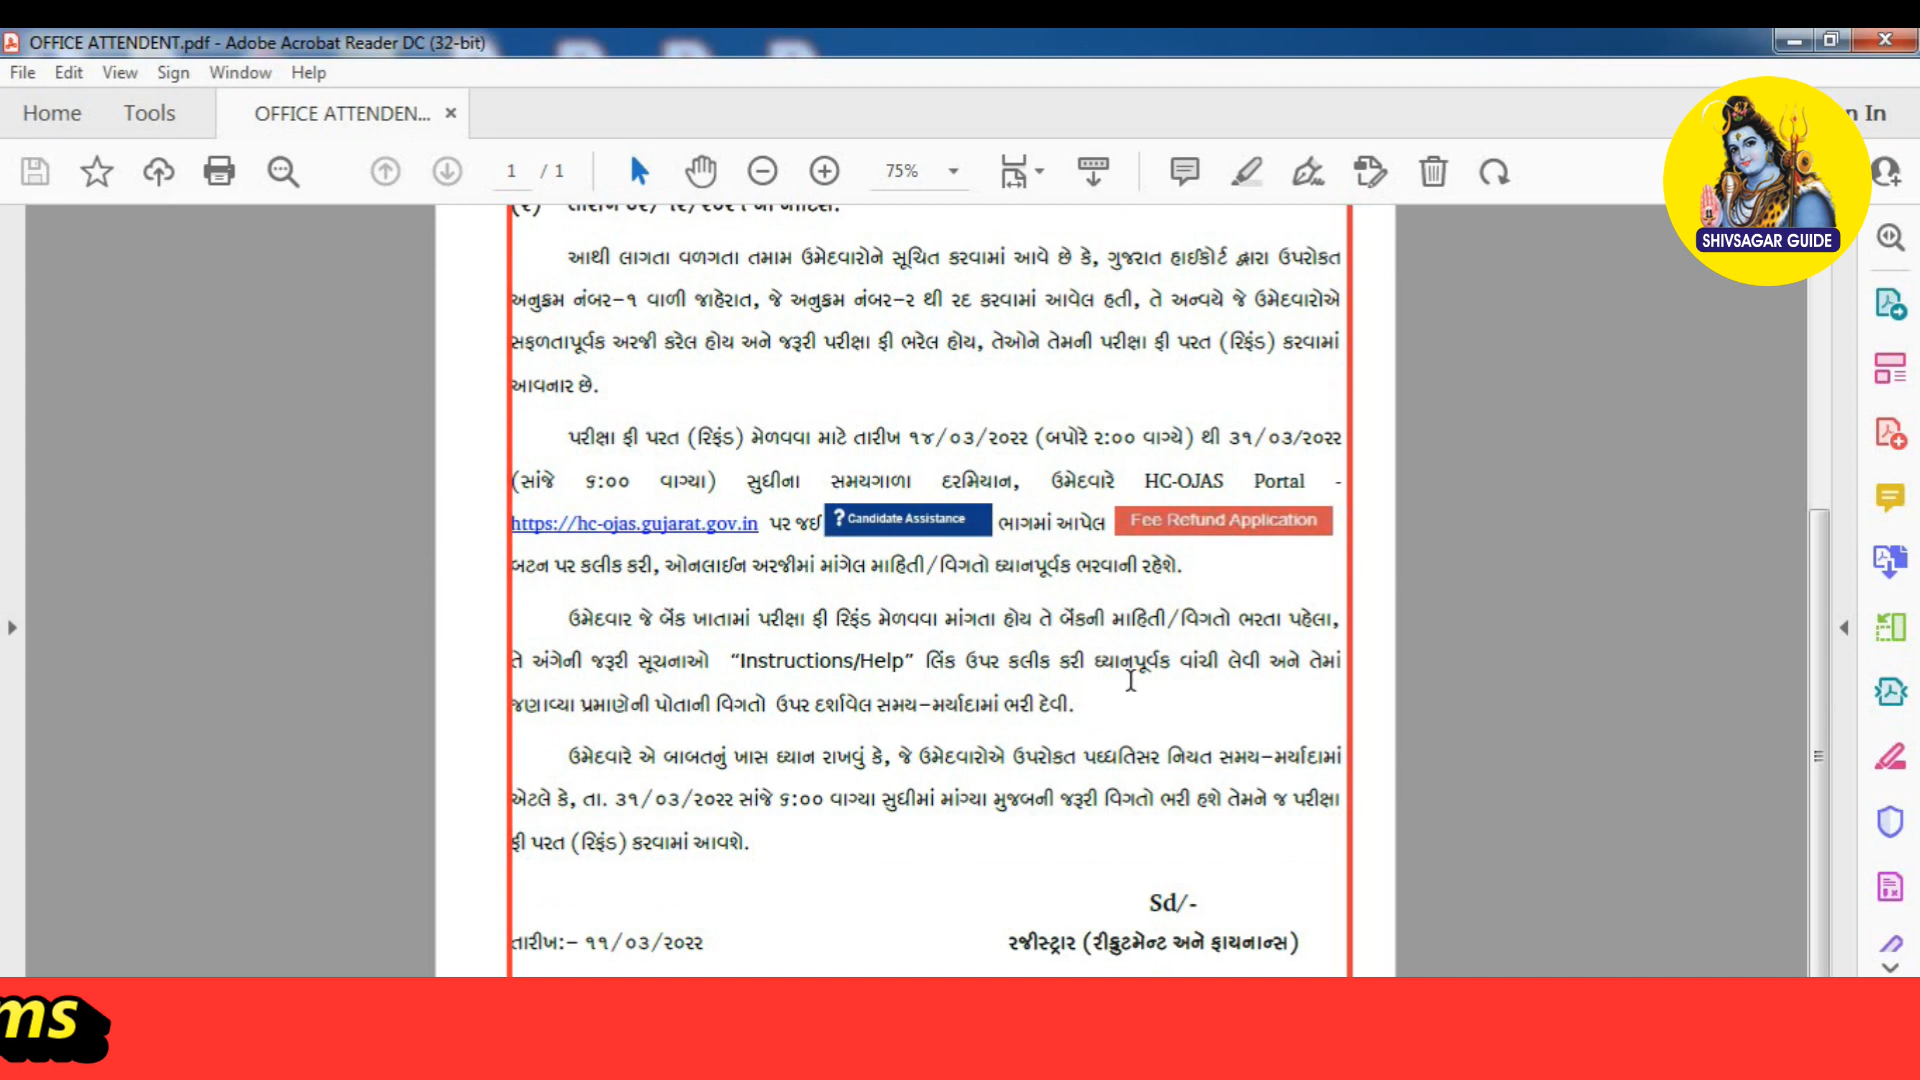 OFFICE ATTENDENT.pdf - Adobe Acrobat Reader DC (32-bit)
File Edit View Sign Window Help
Home Tools OFFICE ATTENDEN... ×
n In
1 / 1 75%
SHIVSAGAR GUIDE
આથી લાગતા વળગતા તમામ ઉમેદવારોને સૂચિત કરવામાં આવે છે કે, ગુજરાત હાઈકોર્ટ દ્વારા ઉપરોકત
અનુક્રમ નંબર-૧ વાળી જાહેરાત, જે અનુક્રમ નંબર-૨ થી રદ કરવામાં આવેલ હતી, તે અન્વયે જે ઉમેદવારોએ
સફળતાપૂર્વક અરજી કરેલ હોય અને જરૂરી પરીક્ષા ફી ભરેલ હોય, તેઓને તેમની પરીક્ષા ફી પરત (રિફંડ) કરવામાં
આવનાર છે.
પરીક્ષા ફી પરત (રિફંડ) મેળવવા માટે તારીખ ૧૪/૦૩/૨૦૨૨ (બપોરે ૨:૦૦ વાગ્યે) થી ૩૧/૦૩/૨૦૨૨
(સાંજે ૬:૦૦ વાગ્યા) સુધીના સમયગાળા દરમિયાન, ઉમેદવારે HC-OJAS Portal -
https://hc-ojas.gujarat.gov.in પર જઈ ? Candidate Assistance ભાગમાં આપેલ Fee Refund Application
બટન પર કલીક કરી, ઓનલાઈન અરજીમાં માંગેલ માહિતી/વિગતો ધ્યાનપૂર્વક ભરવાની રહેશે.
ઉમેદવાર જે બેંક ખાતામાં પરીક્ષા ફી રિફંડ મેળવવા માંગતા હોય તે બેંકની માહિતી/વિગતો ભરતા પહેલા,
તે અંગેની જરૂરી સૂચનાઓ “Instructions/Help” લિંક ઉપર કલીક કરી ધ્યાનપૂર્વક વાંચી લેવી અને તેમાં
જણાવ્યા પ્રમાણેની પોતાની વિગતો ઉપર દર્શાવેલ સમય-મર્યાદામાં ભરી દેવી.
ઉમેદવારે એ બાબતનું ખાસ ધ્યાન રાખવું કે, જે ઉમેદવારોએ ઉપરોકત પધ્ધતિસર નિયત સમય-મર્યાદામાં
એટલે કે, તા. ૩૧/૦૩/૨૦૨૨ સાંજે ૬:૦૦ વાગ્યા સુધીમાં માંગ્યા મુજબની જરૂરી વિગતો ભરી હશે તેમને જ પરીક્ષા
ફી પરત (રિફંડ) કરવામાં આવશે.
Sd/-
તારીખ:- ૧૧/૦૩/૨૦૨૨ રજીસ્ટ્રાર (રીક્રુટમેન્ટ અને ફાયનાન્સ)
ms